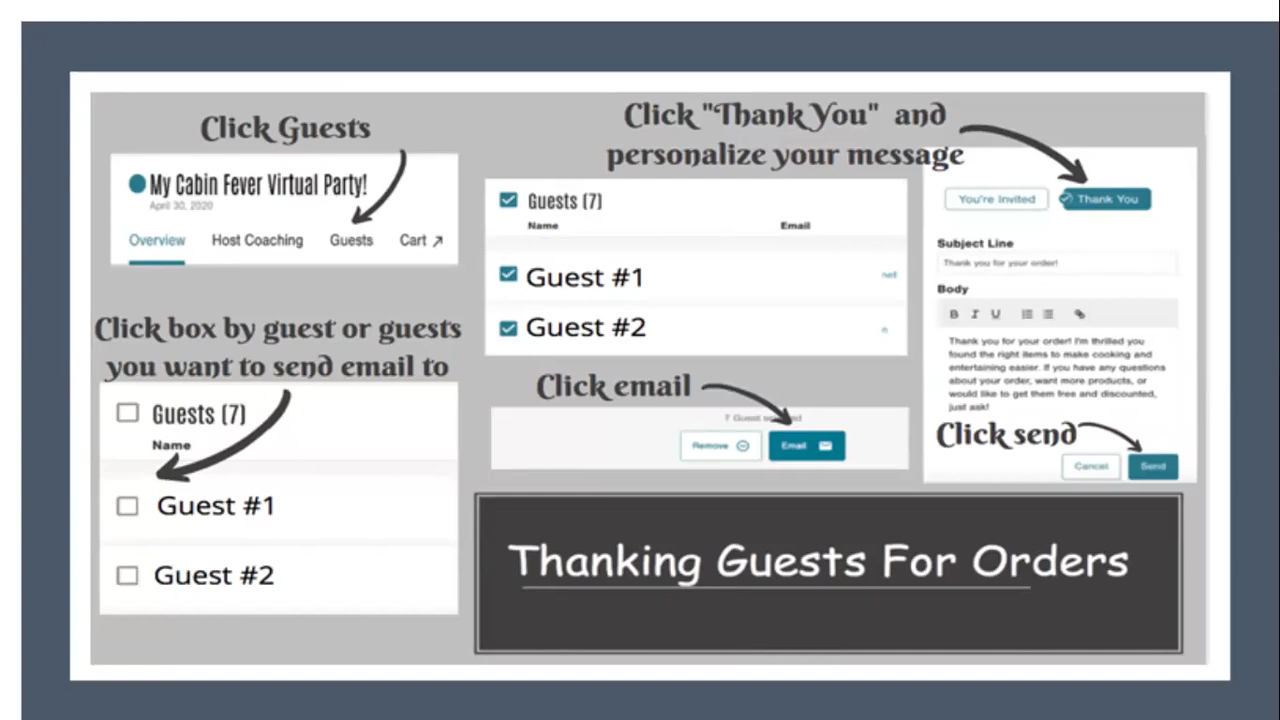 Click Guests
My Cabin Fever Virtual Party!
April 30, 2020
Overview Host Coaching Guests Cart ↗
Click box by guest or guests
you want to send email to
Guests (7)
Name
Guest #1
Guest #2
Click "Thank You" and
personalize your message
Guests (7)
Name Email
Guest #1 net
Guest #2
Click email
7 Guest
Remove Email
You're Invited Thank You
Subject Line
Thank you for your order!
Body
B I U
Thank you for your order! I'm thrilled you
found the right items to make cooking and
entertaining easier. If you have any questions
about your order, want more products, or
would like to get them free and discounted,
just ask!
Click send
Cancel Send
Thanking Guests For Orders